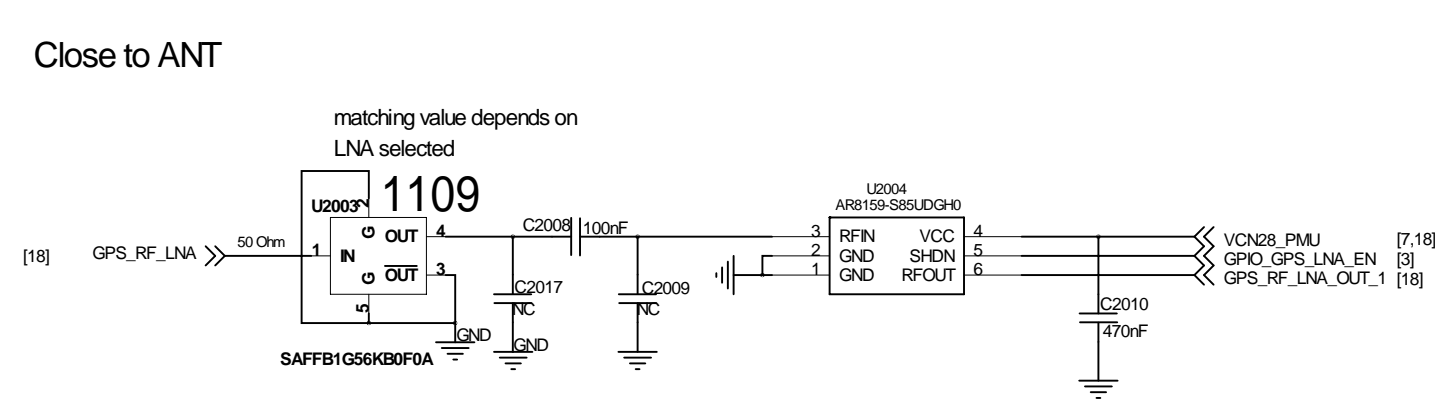 Close to ANT
matching value depends on
LNA selected
1109
U2003
2
G OUT 4
C2008 100nF
U2004
AR8159-S85UDGH0
[18] GPS_RF_LNA 50 Ohm 1 IN
G OUT 3
5
3 RFIN VCC 4 VCN28_PMU [7,18]
2 GND SHDN 5 GPIO_GPS_LNA_EN [3]
1 GND RFOUT 6 GPS_RF_LNA_OUT_1 [18]
C2017
NC
C2009
NC
C2010
470nF
GND
GND
SAFFB1G56KB0F0A